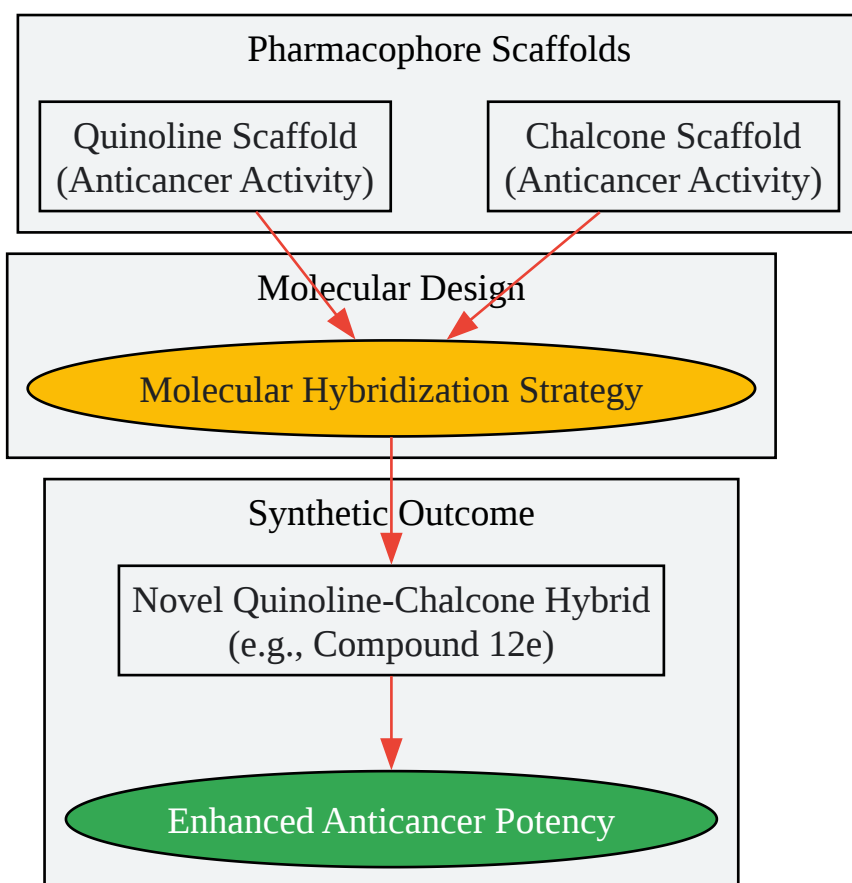 Pharmacophore Scaffolds
Quinoline Scaffold
(Anticancer Activity)
Chalcone Scaffold
(Anticancer Activity)
Molecular Design
Molecular Hybridization Strategy
Synthetic Outcome
Novel Quinoline-Chalcone Hybrid
(e.g., Compound 12e)
Enhanced Anticancer Potency